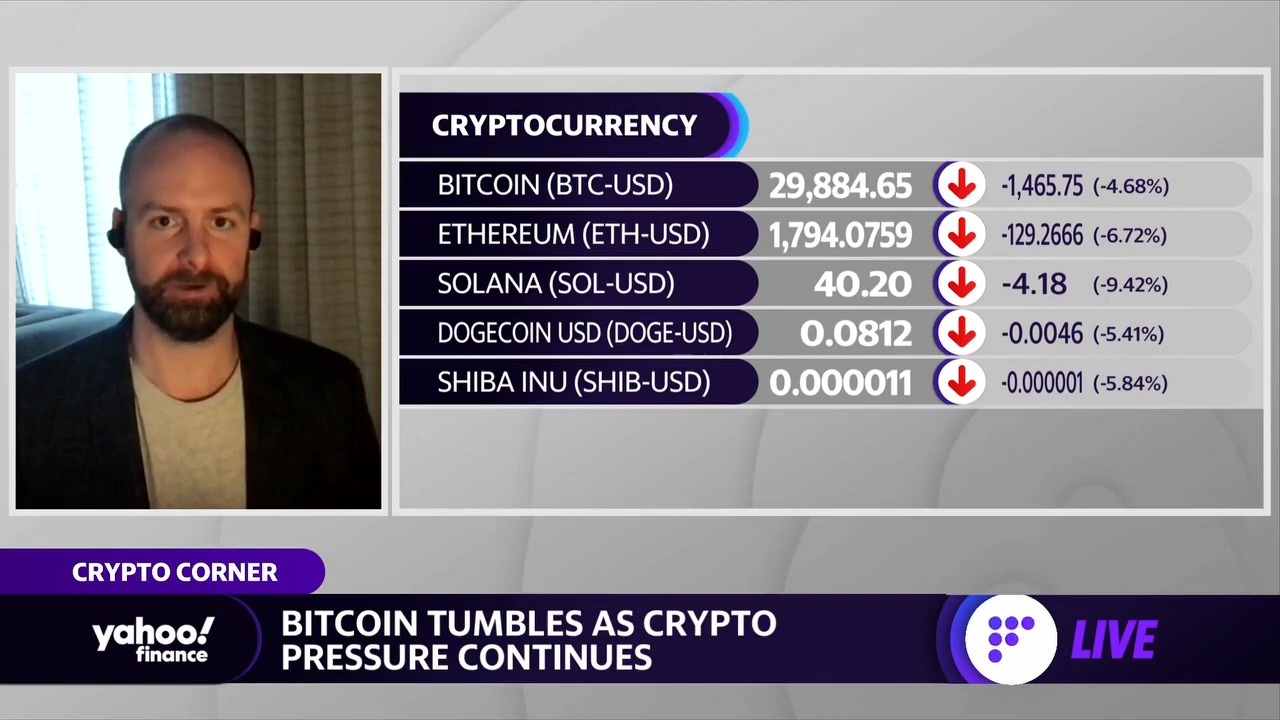 CRYPTOCURRENCY
BITCOIN (BTC-USD) 29,884.65 -1,465.75 (-4.68%)
ETHEREUM (ETH-USD) 1,794.0759 -129.2666 (-6.72%)
SOLANA (SOL-USD) 40.20 -4.18 (-9.42%)
DOGECOIN USD (DOGE-USD) 0.0812 -0.0046 (-5.41%)
SHIBA INU (SHIB-USD) 0.000011 -0.000001 (-5.84%)
CRYPTO CORNER
yahoo!
finance
BITCOIN TUMBLES AS CRYPTO
PRESSURE CONTINUES
LIVE